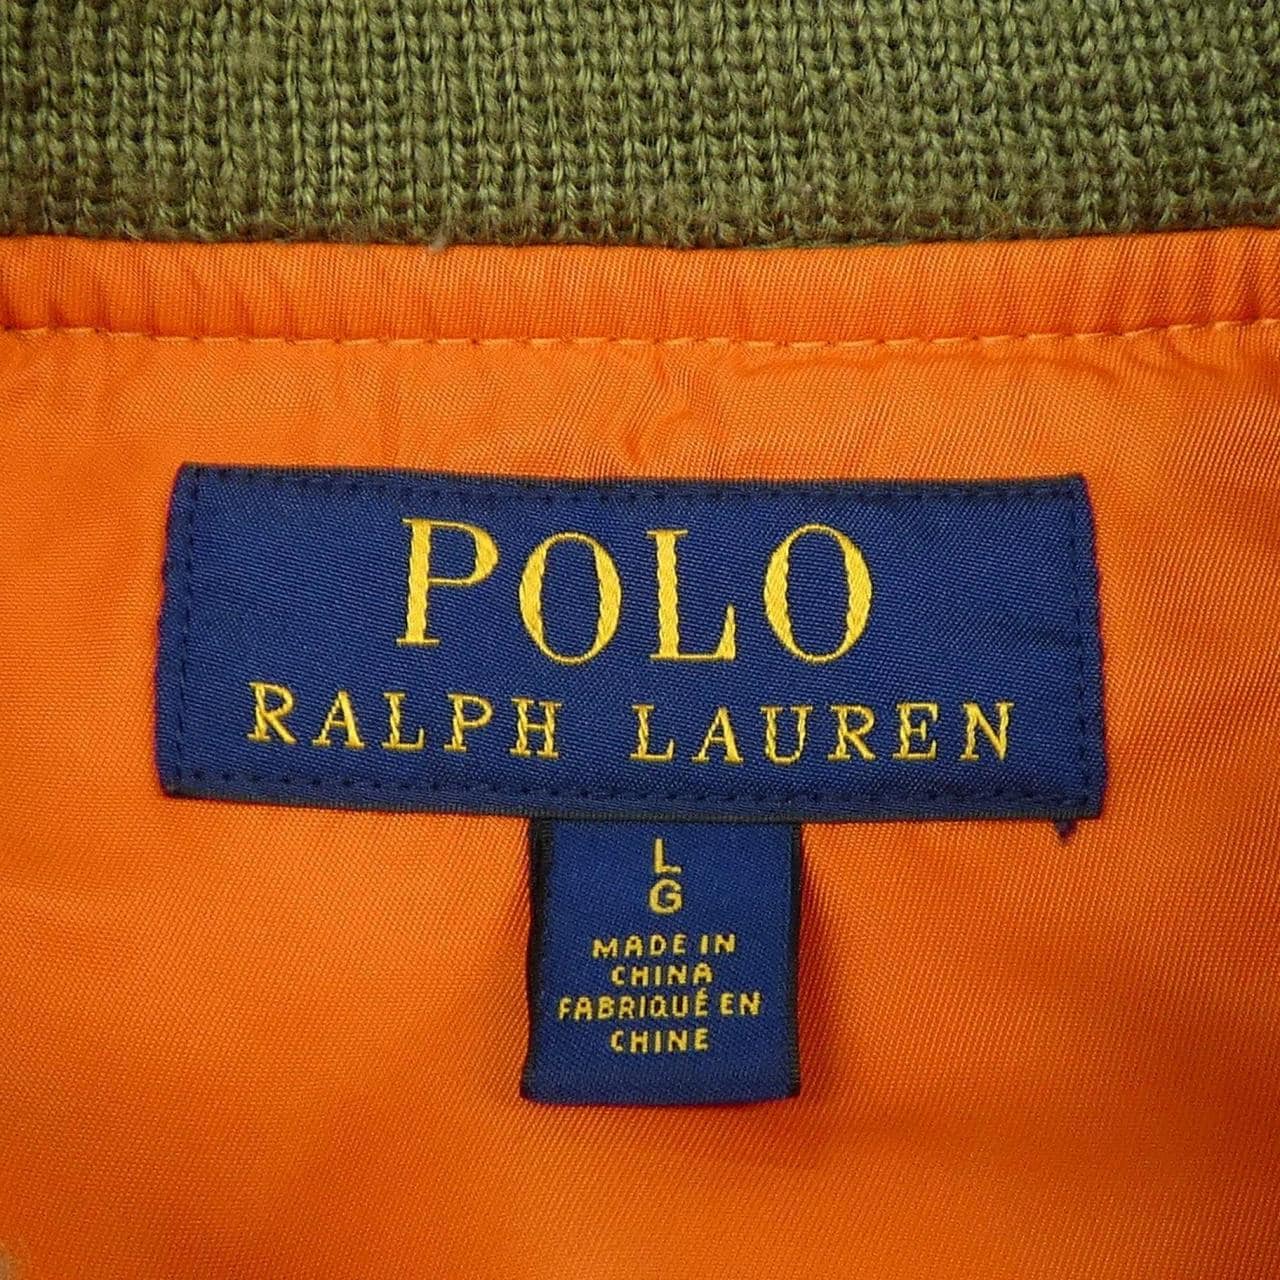 POLO
RALPH LAUREN
L
G
MADE IN
CHINA
FABRIQUÉ EN
CHINE